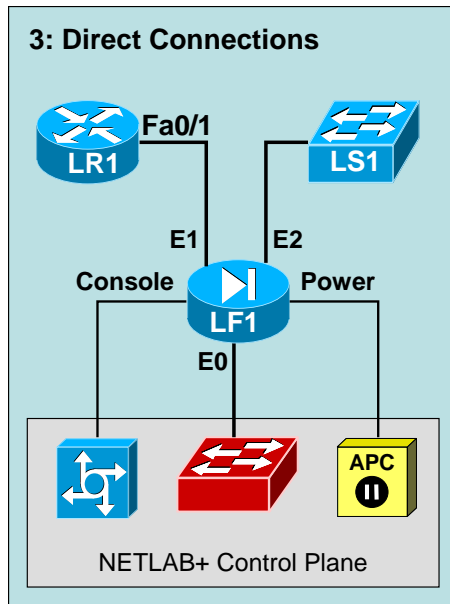 3: Direct Connections
Fa0/1
LR1
LS1
E1
E2
Console
Power
LF1
E0
APC
NETLAB+ Control Plane